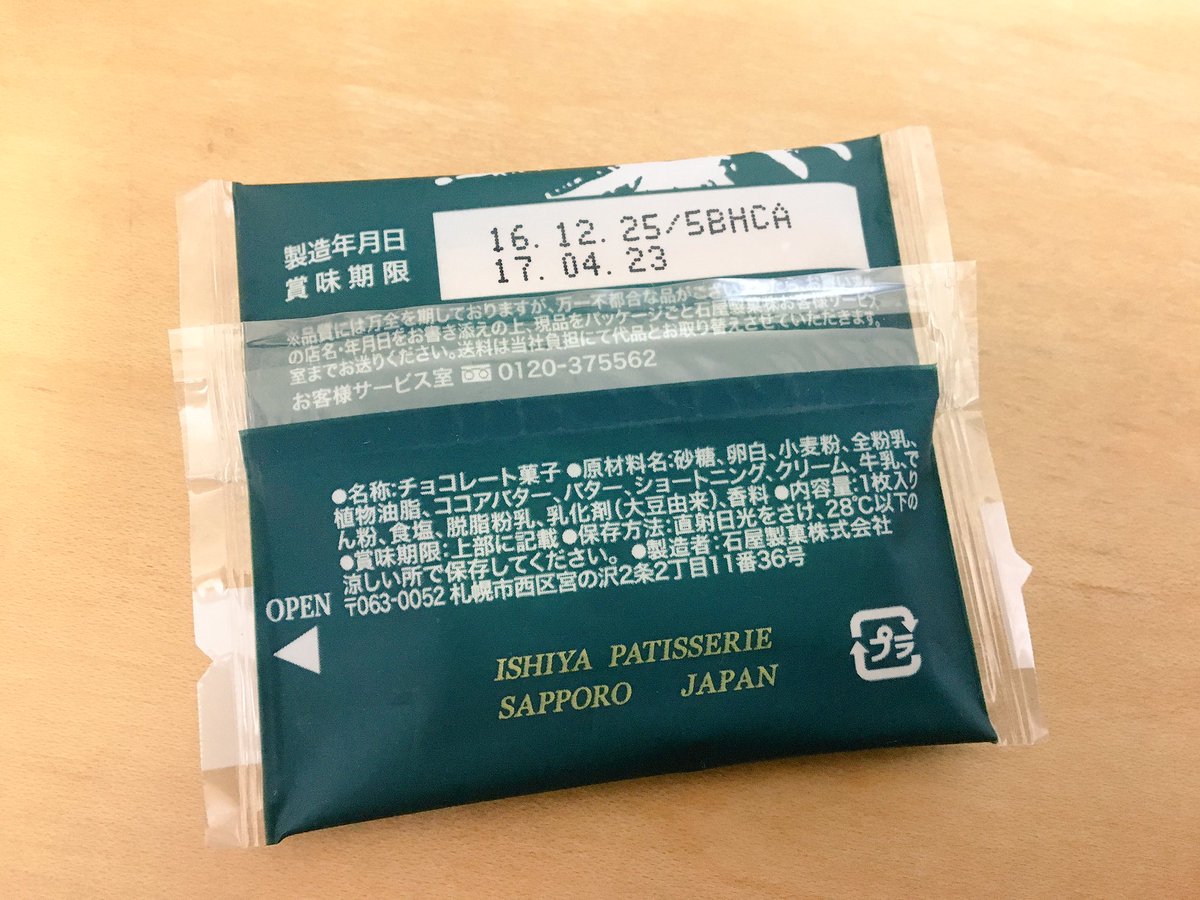 製造年月日
16. 12. 25/5BHCA
賞味期限
17. 04. 23
※品質には万全を期しておりますが、万一不都合な品が
の店名・年月日をお書き添えの上、現品をパッケージごと石屋製菓㈱お客様サービス
室までお送りください。送料は当社負担にて代品とお取り替えさせていただきます。
お客様サービス室 0120-375562
●名称:チョコレート菓子 ●原材料名:砂糖、卵白、小麦粉、全粉乳、
植物油脂、ココアバター、バター、ショートニング、クリーム、牛乳、で
ん粉、食塩、脱脂粉乳、乳化剤(大豆由来)、香料 ●内容量:1枚入り
●賞味期限:上部に記載 ●保存方法:直射日光をさけ、28℃以下の
涼しい所で保存してください。 ●製造者:石屋製菓株式会社
〒063-0052 札幌市西区宮の沢2条2丁目11番36号
OPEN
ISHIYA PATISSERIE
SAPPORO JAPAN
プラ